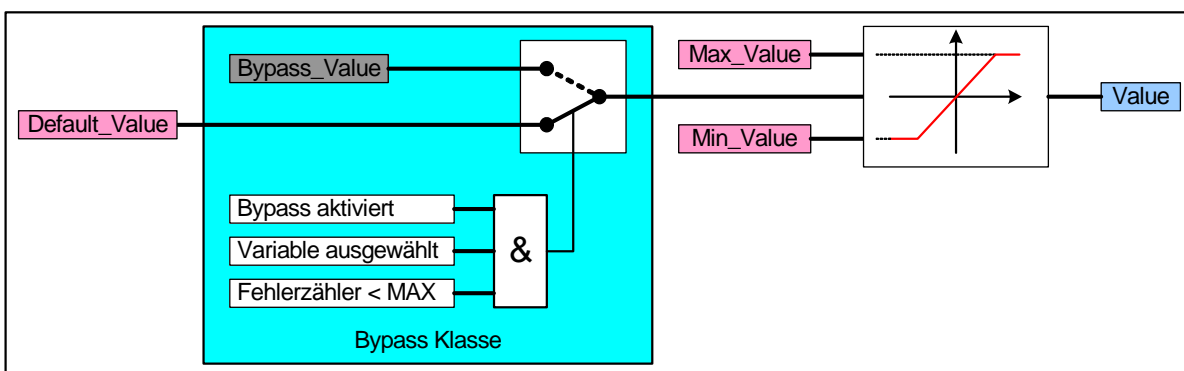 Bypass_Value
Default_Value
Max_Value
Min_Value
Value
Bypass aktiviert
Variable ausgewählt
Fehlerzähler < MAX
&
Bypass Klasse